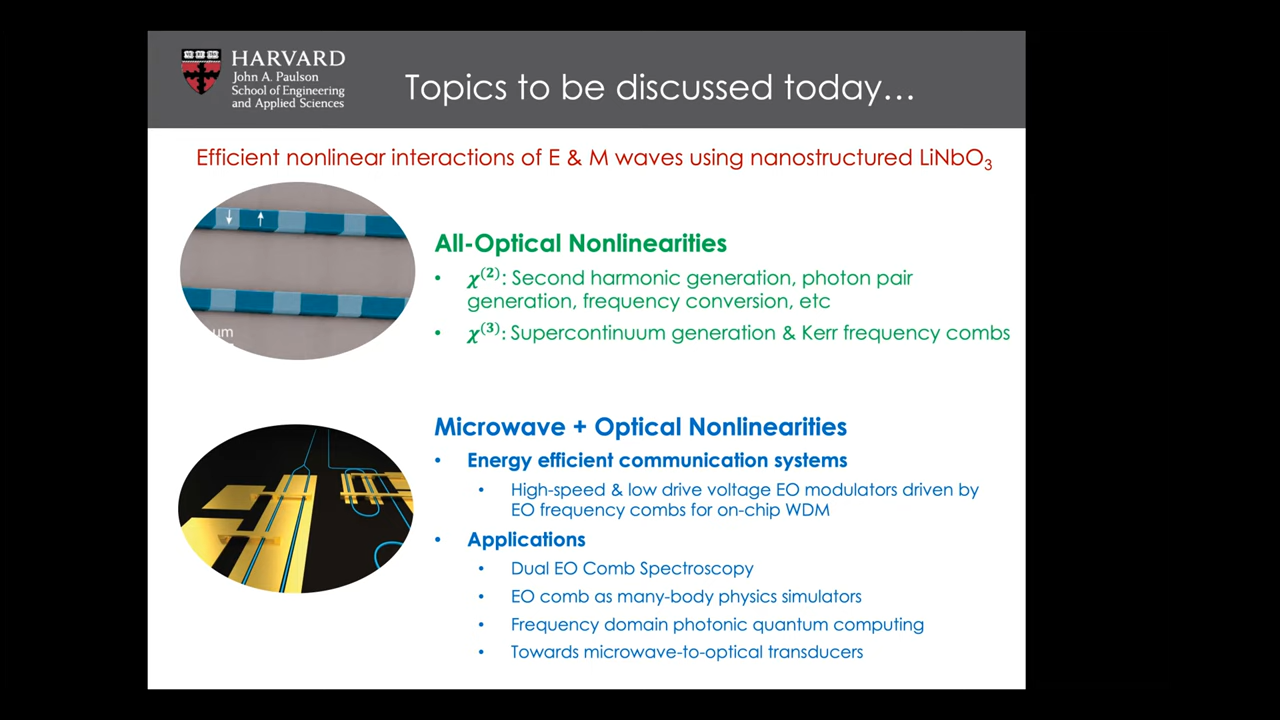 HARVARD
John A. Paulson
School of Engineering
and Applied Sciences
Topics to be discussed today...
Efficient nonlinear interactions of E & M waves using nanostructured LiNbO₃
um
All-Optical Nonlinearities
• χ⁽²⁾: Second harmonic generation, photon pair
generation, frequency conversion, etc
• χ⁽³⁾: Supercontinuum generation & Kerr frequency combs
Microwave + Optical Nonlinearities
• Energy efficient communication systems
• High-speed & low drive voltage EO modulators driven by
EO frequency combs for on-chip WDM
• Applications
• Dual EO Comb Spectroscopy
• EO comb as many-body physics simulators
• Frequency domain photonic quantum computing
• Towards microwave-to-optical transducers